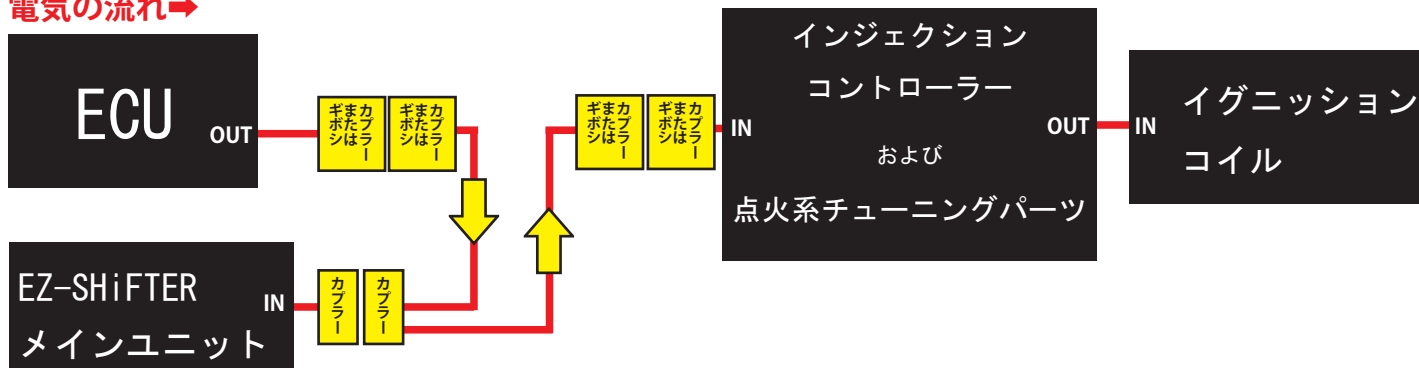 電気の流れ➡
ECU
OUT
カプラー
または
ギボシ
カプラー
または
ギボシ
カプラー
または
ギボシ
カプラー
または
ギボシ
IN
インジェクション
コントローラー
および
点火系チューニングパーツ
OUT
IN
イグニッション
コイル
EZ-SHiFTER
メインユニット
IN
カプラー
カプラー